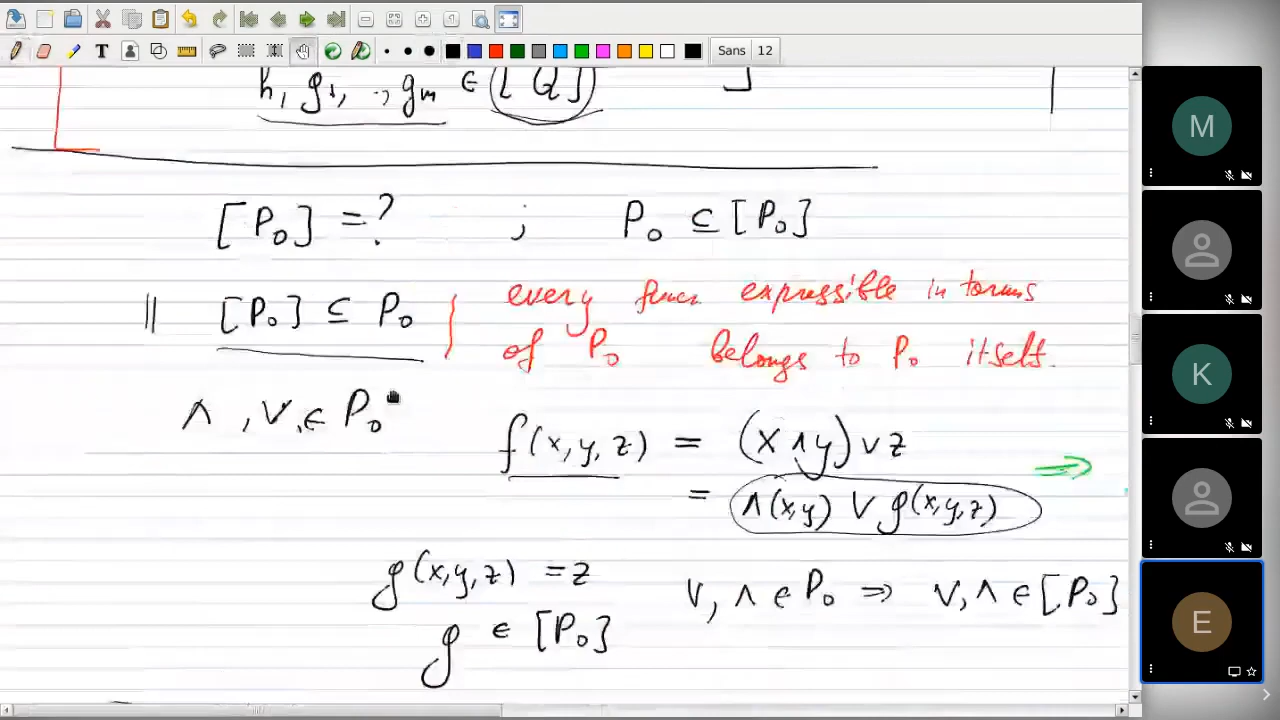 Sans 12
h, g1, .., gm ∈ [Q] ]
[P₀] = ? ; P₀ ⊆ [P₀]
|| [P₀] ⊆ P₀ } every func expressible in terms
of P₀ belongs to P₀ itself.
∧ , ∨ ∈ P₀
f(x,y,z) = (x∧y)∨z ⇒
= ∧(x,y) ∨ g(x,y,z)
g(x,y,z) = z
∨, ∧ ∈ P₀ ⇒ ∨, ∧ ∈ [P₀]
g ∈ [P₀]
M
K
E